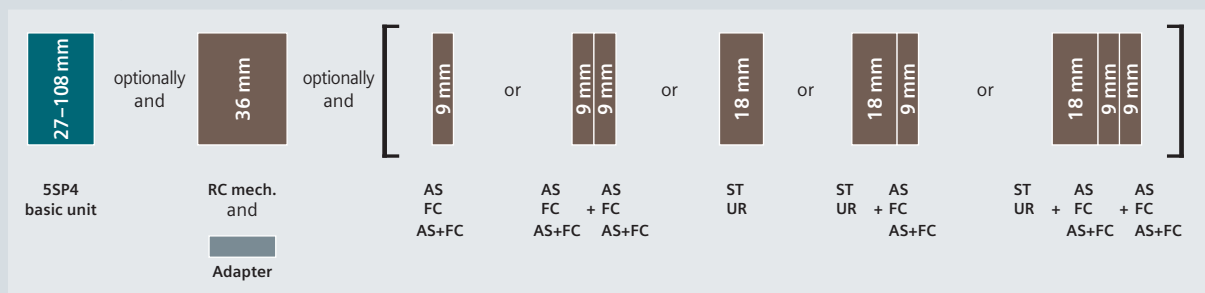 27–108 mm
optionally
and
36 mm
optionally
and
9 mm
or
9 mm
9 mm
or
18 mm
or
18 mm
9 mm
or
18 mm
9 mm
9 mm
5SP4
basic unit
RC mech.
and
Adapter
AS
FC
AS+FC
AS AS
FC + FC
AS+FC AS+FC
ST
UR
ST AS
UR + FC
AS+FC
ST AS AS
UR + FC + FC
AS+FC AS+FC